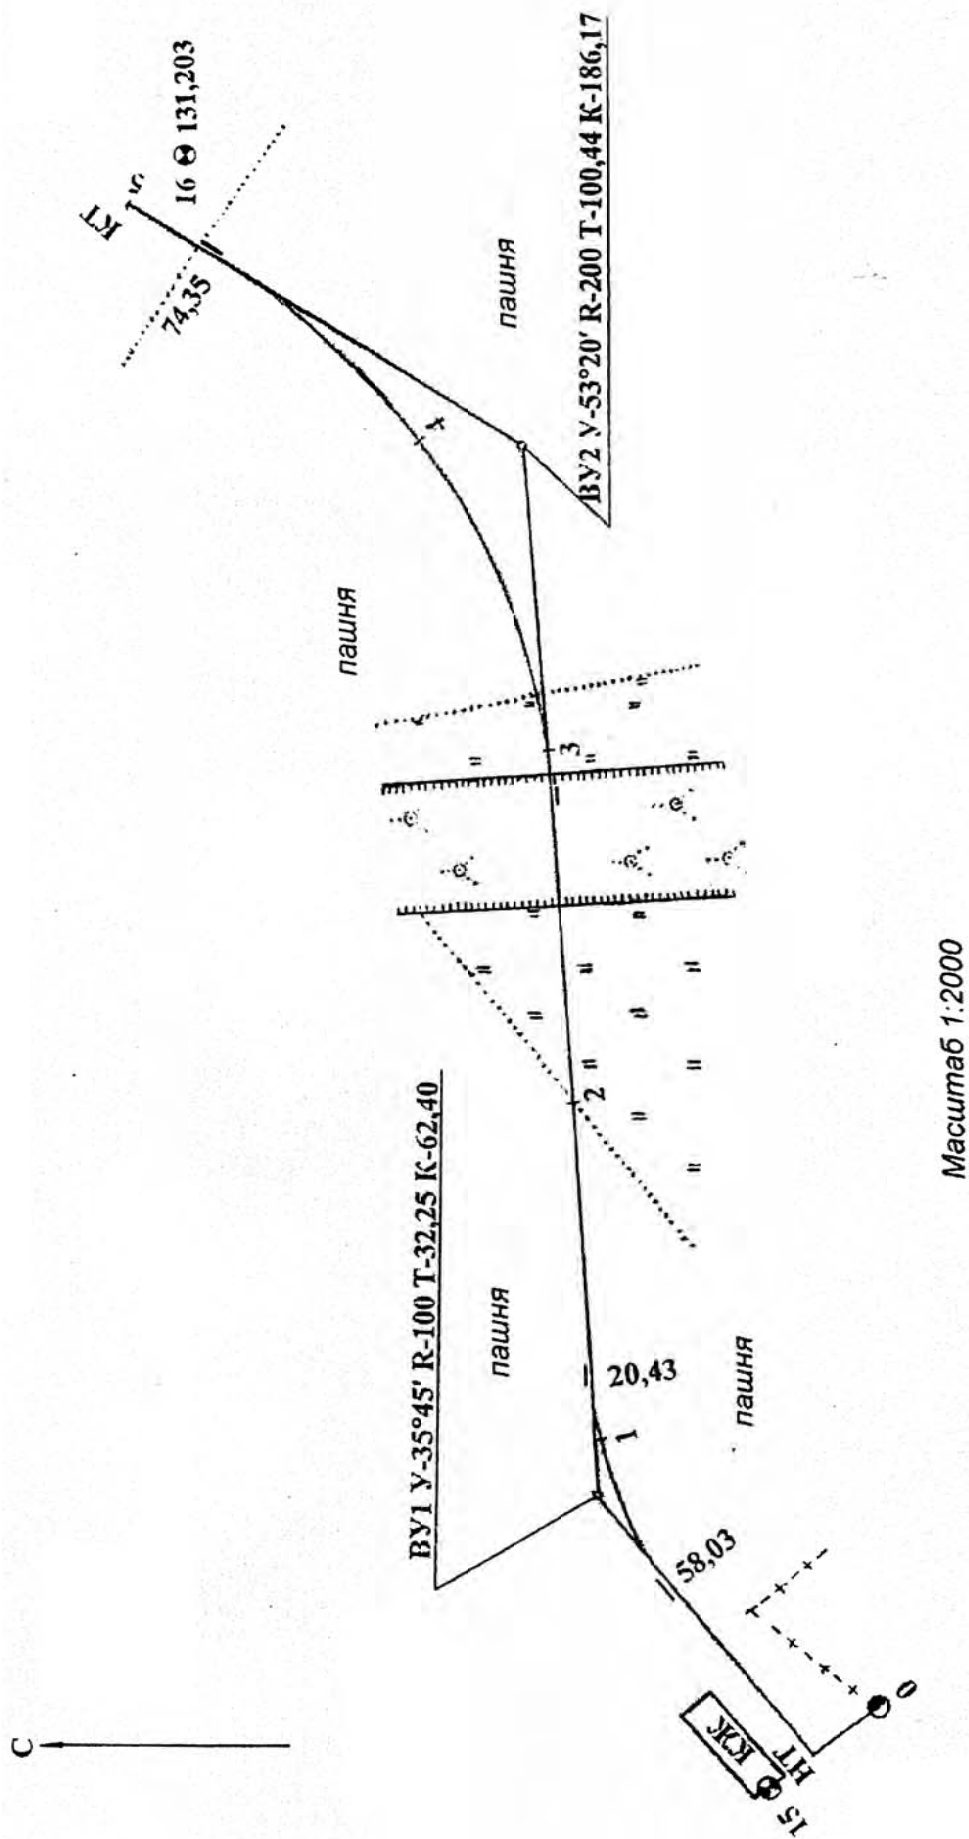 КТ
5
16 131,203
74,35
пашня
ВУ2 У-53°20' R-200 Т-100,44 К-186,17
4
пашня
3
2
ВУ1 У-35°45' R-100 Т-32,25 К-62,40
пашня
20,43
1
пашня
58,03
С
КЖ
15
НТ
0
Масштаб 1:2000